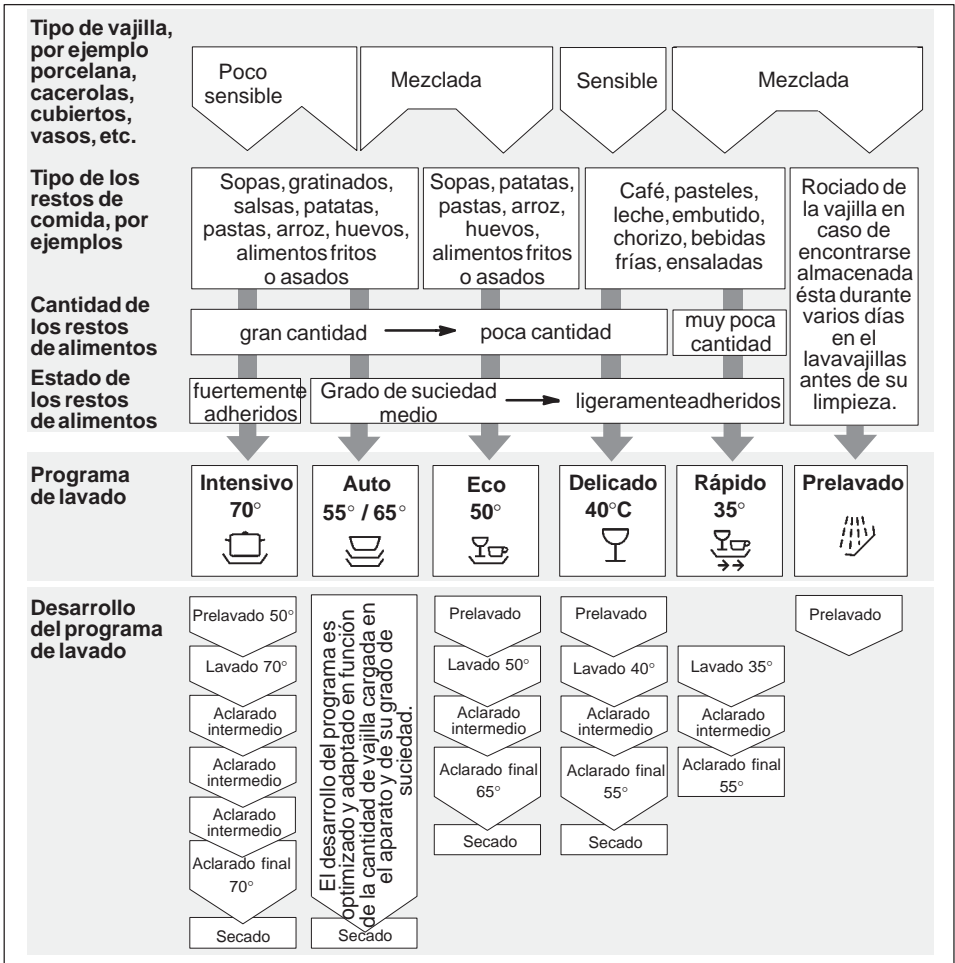 Tipo de vajilla,
por ejemplo
porcelana,
cacerolas,
cubiertos,
vasos, etc.
Poco
sensible
Mezclada
Sensible
Mezclada
Tipo de los
restos de
comida, por
ejemplos
Sopas, gratinados,
salsas, patatas,
pastas, arroz, huevos,
alimentos fritos
o asados
Sopas, patatas,
pastas, arroz,
huevos,
alimentos fritos
o asados
Café, pasteles,
leche, embutido,
chorizo, bebidas
frías, ensaladas
Rociado de
la vajilla en
caso de
encontrarse
almacenada
ésta durante
varios días
en el
lavavajillas
antes de su
limpieza.
Cantidad de
los restos
de alimentos
gran cantidad → poca cantidad
muy poca
cantidad
Estado de
los restos
de alimentos
fuertemente
adheridos
Grado de suciedad
medio → ligeramente adheridos
Programa
de lavado
Intensivo
70°
Auto
55° / 65°
Eco
50°
Delicado
40°C
Rápido
35°
Prelavado
Desarrollo
del programa
de lavado
Prelavado 50°
Lavado 70°
Aclarado
intermedio
Aclarado
intermedio
Aclarado
intermedio
Aclarado final
70°
Secado
El desarrollo del programa es
optimizado y adaptado en función
de la cantidad de vajilla cargada en
el aparato y de su grado de
suciedad.
Secado
Prelavado
Lavado 50°
Aclarado
intermedio
Aclarado final
65°
Secado
Prelavado
Lavado 40°
Aclarado
intermedio
Aclarado final
55°
Secado
Lavado 35°
Aclarado
intermedio
Aclarado final
55°
Prelavado